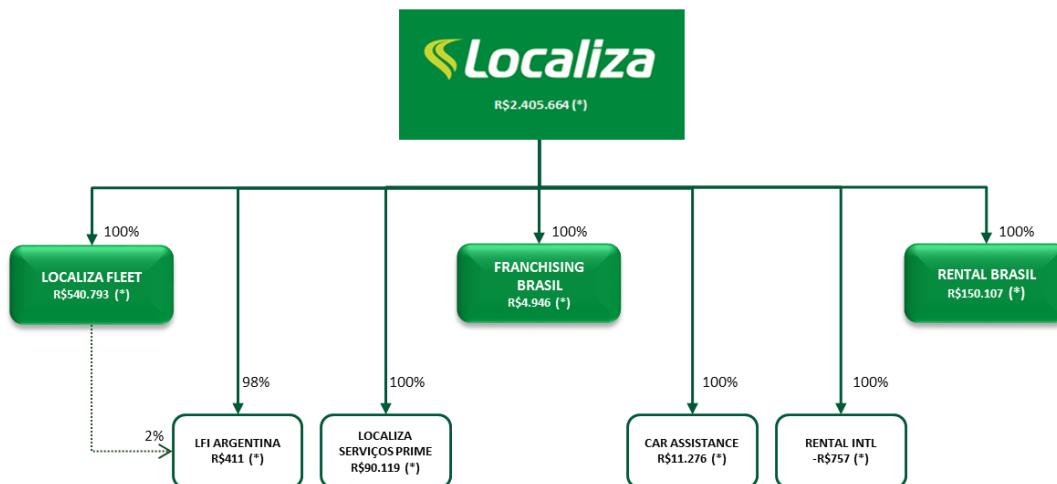 Localiza
R$2.405.664 (*)
100%
100%
100%
LOCALIZA FLEET
R$540.793 (*)
FRANCHISING
BRASIL
R$4.946 (*)
RENTAL BRASIL
R$150.107 (*)
98%
100%
100%
100%
2%
LFI ARGENTINA
R$411 (*)
LOCALIZA
SERVIÇOS PRIME
R$90.119 (*)
CAR ASSISTANCE
R$11.276 (*)
RENTAL INTL
-R$757 (*)